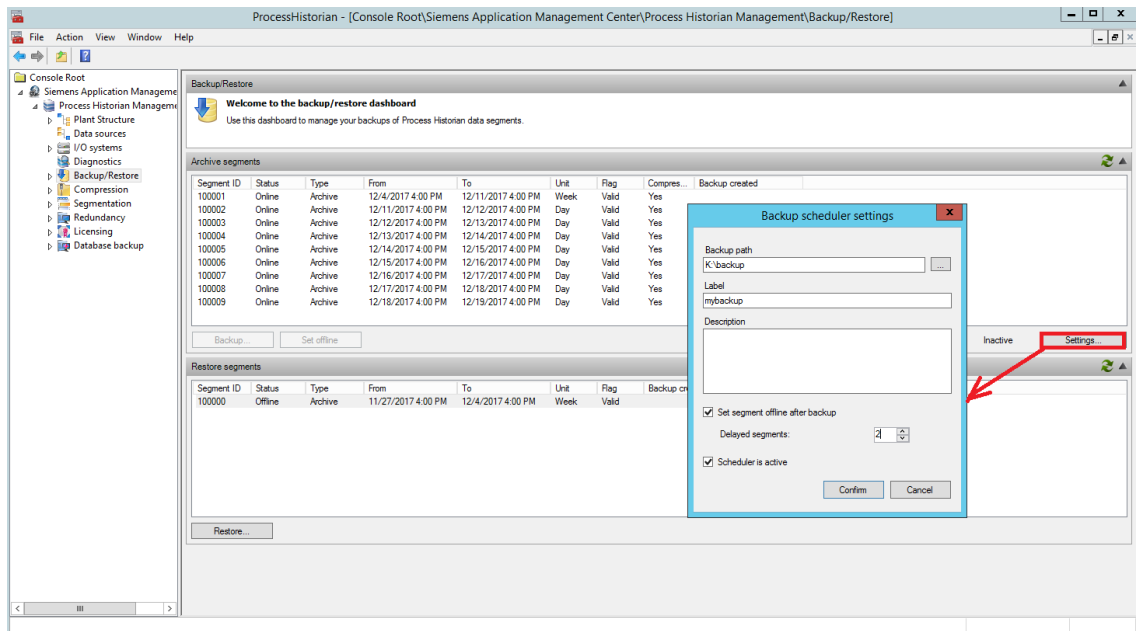 ProcessHistorian - [Console Root\Siemens Application Management Center\Process Historian Management\Backup/Restore]
File Action View Window Help
Console Root
Siemens Application Manageme
Process Historian Manageme
Plant Structure
Data sources
I/O systems
Diagnostics
Backup/Restore
Compression
Segmentation
Redundancy
Licensing
Database backup
Backup/Restore
Welcome to the backup/restore dashboard
Use this dashboard to manage your backups of Process Historian data segments.
Archive segments
Segment ID Status Type From To Unit Flag Compres... Backup created
100001 Online Archive 12/4/2017 4:00 PM 12/11/2017 4:00 PM Week Valid Yes
100002 Online Archive 12/11/2017 4:00 PM 12/12/2017 4:00 PM Day Valid Yes
100003 Online Archive 12/12/2017 4:00 PM 12/13/2017 4:00 PM Day Valid Yes
100004 Online Archive 12/13/2017 4:00 PM 12/14/2017 4:00 PM Day Valid Yes
100005 Online Archive 12/14/2017 4:00 PM 12/15/2017 4:00 PM Day Valid Yes
100006 Online Archive 12/15/2017 4:00 PM 12/16/2017 4:00 PM Day Valid Yes
100007 Online Archive 12/16/2017 4:00 PM 12/17/2017 4:00 PM Day Valid Yes
100008 Online Archive 12/17/2017 4:00 PM 12/18/2017 4:00 PM Day Valid Yes
100009 Online Archive 12/18/2017 4:00 PM 12/19/2017 4:00 PM Day Valid Yes
Backup... Set offline Inactive Settings...
Restore segments
Segment ID Status Type From To Unit Flag Backup cr
100000 Offline Archive 11/27/2017 4:00 PM 12/4/2017 4:00 PM Week Valid
Restore...
Backup scheduler settings
Backup path
K:\backup ...
Label
mybackup
Description
Set segment offline after backup
Delayed segments: 2
Scheduler is active
Confirm Cancel